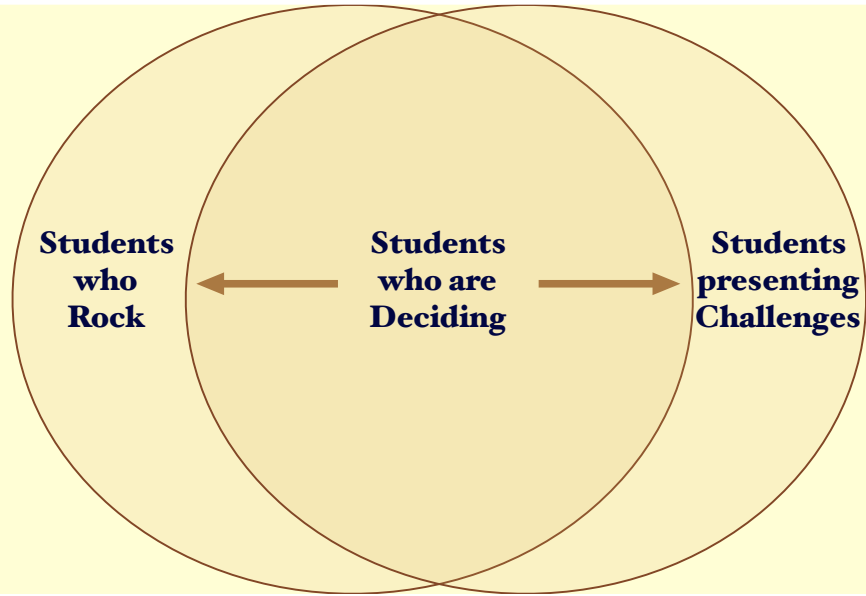 Students
who
Rock
Students
who are
Deciding
Students
presenting
Challenges